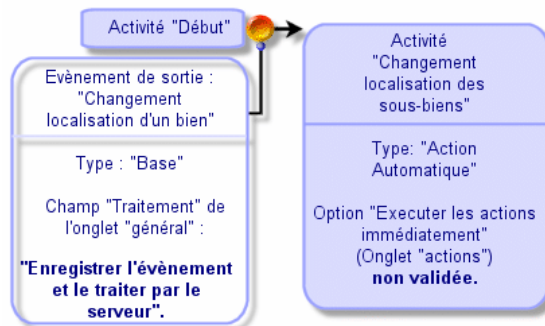 Activité "Début"
Evènement de sortie :
"Changement
localisation d'un bien"
Type : "Base"
Champ "Traitement" de
l'onglet "général" :
"Enregistrer l'évènement
et le traiter par le
serveur".
Activité
"Changement
localisation des
sous-biens"
Type: "Action
Automatique"
Option "Executer les actions
immédiatement"
(Onglet "actions")
non validée.